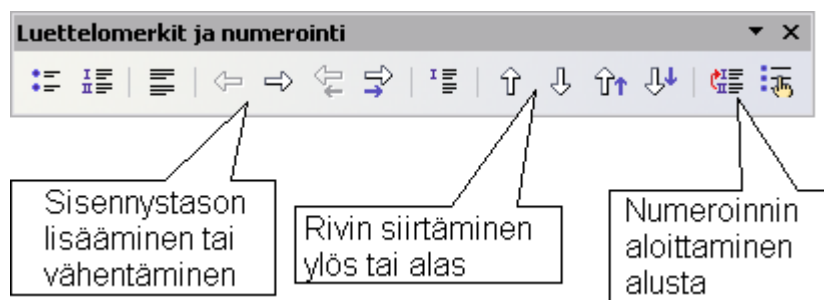 Luettelomerkit ja numerointi
Sisennystason
lisääminen tai
vähentäminen
Rivin siirtäminen
ylös tai alas
Numeroinnin
aloittaminen
alusta